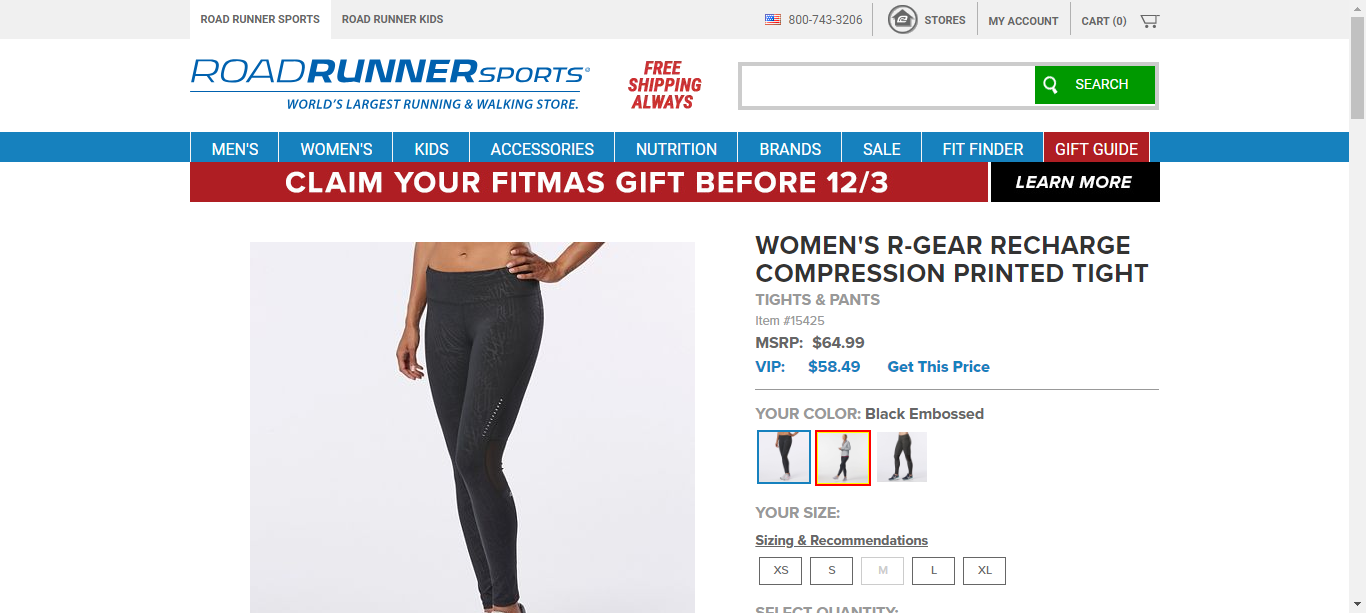 ROAD RUNNER SPORTS ROAD RUNNER KIDS 800-743-3206 STORES MY ACCOUNT CART (0)
ROADRUNNERSPORTS®
WORLD'S LARGEST RUNNING & WALKING STORE.
FREE
SHIPPING
ALWAYS
SEARCH
MEN'S WOMEN'S KIDS ACCESSORIES NUTRITION BRANDS SALE FIT FINDER GIFT GUIDE
CLAIM YOUR FITMAS GIFT BEFORE 12/3 LEARN MORE
WOMEN'S R-GEAR RECHARGE
COMPRESSION PRINTED TIGHT
TIGHTS & PANTS
Item #15425
MSRP: $64.99
VIP: $58.49 Get This Price
YOUR COLOR: Black Embossed
YOUR SIZE:
Sizing & Recommendations
XS S M L XL
SELECT QUANTITY: